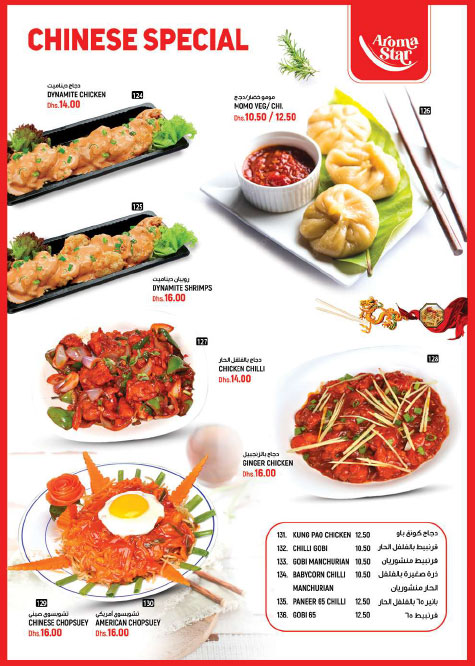 CHINESE SPECIAL
Aroma
Star
دجاج ديناميت
DYNAMITE CHICKEN
Dhs.14.00
124
مومو خضار/دجـج
MOMO VEG/ CHI.
Dhs.10.50 / 12.50
126
125
روبيان ديناميت
DYNAMITE SHRIMPS
Dhs.16.00
127
دجاج بالفلفل الحار
CHICKEN CHILLI
Dhs.14.00
128
دجاج بالزنجبيل
GINGER CHICKEN
Dhs.16.00
131. KUNG PAO CHICKEN 12.50 دجاج كونغ باو
132. CHILLI GOBI 10.50 قرنبيط بالفلفل الحار
133. GOBI MANCHURIAN 10.50 قرنبيط منشوريان
134. BABYCORN CHILLI 10.50 ذرة صغيرة بالفلفل
MANCHURIAN الحار المنشوريان
135. PANEER 65 CHILLI 12.50 بانير ٦٥ بالفلفل الحار
136. GOBI 65 12.50 قرنبيط ٦٥
129
تشوبسوي صيني
CHINESE CHOPSUEY
Dhs.16.00
130
تشوبسوي أمريكي
AMERICAN CHOPSUEY
Dhs.16.00